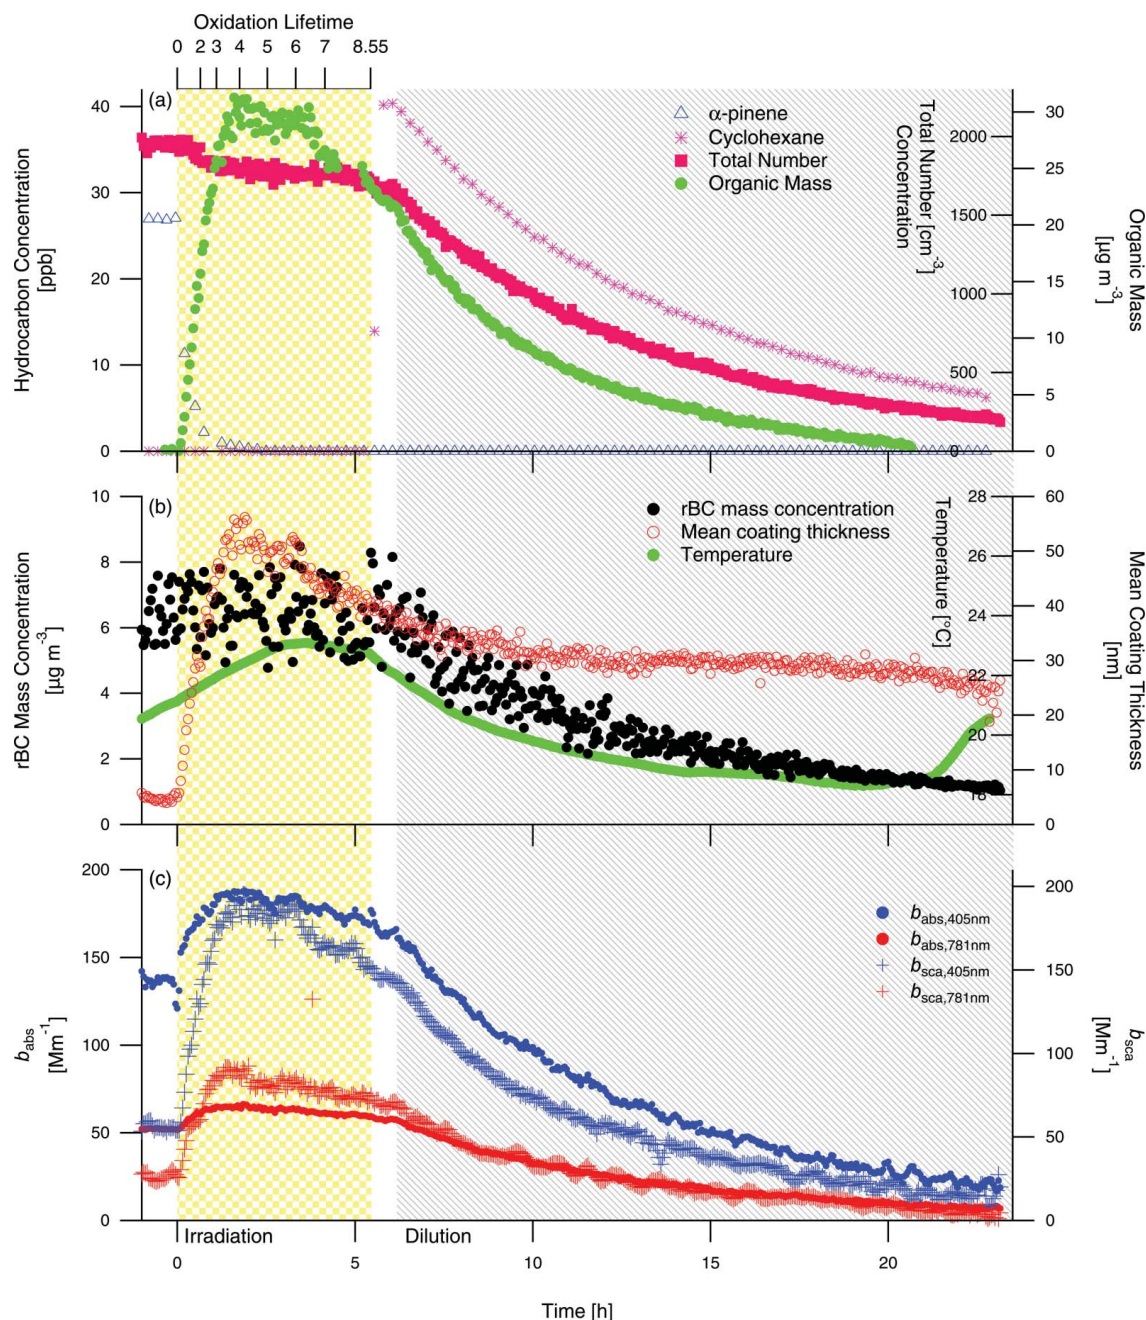 Oxidation Lifetime
0 2 3 4 5 6 7 8.55
(a)
α-pinene
Cyclohexane
Total Number
Organic Mass
40
30
20
10
0
Hydrocarbon Concentration
[ppb]
2000
1500
1000
500
0
Total Number [cm-3]
Concentration
30
25
20
15
10
5
0
Organic Mass
[µg m-3]
(b)
rBC mass concentration
Mean coating thickness
Temperature
10
8
6
4
2
0
rBC Mass Concentration
[µg m-3]
28
26
24
22
20
18
Temperature [°C]
60
50
40
30
20
10
0
Mean Coating Thickness
[nm]
(c)
babs,405nm
babs,781nm
bsca,405nm
bsca,781nm
200
150
100
50
0
babs
[Mm-1]
200
150
100
50
0
bsca
[Mm-1]
Irradiation
Dilution
0 5 10 15 20
Time [h]